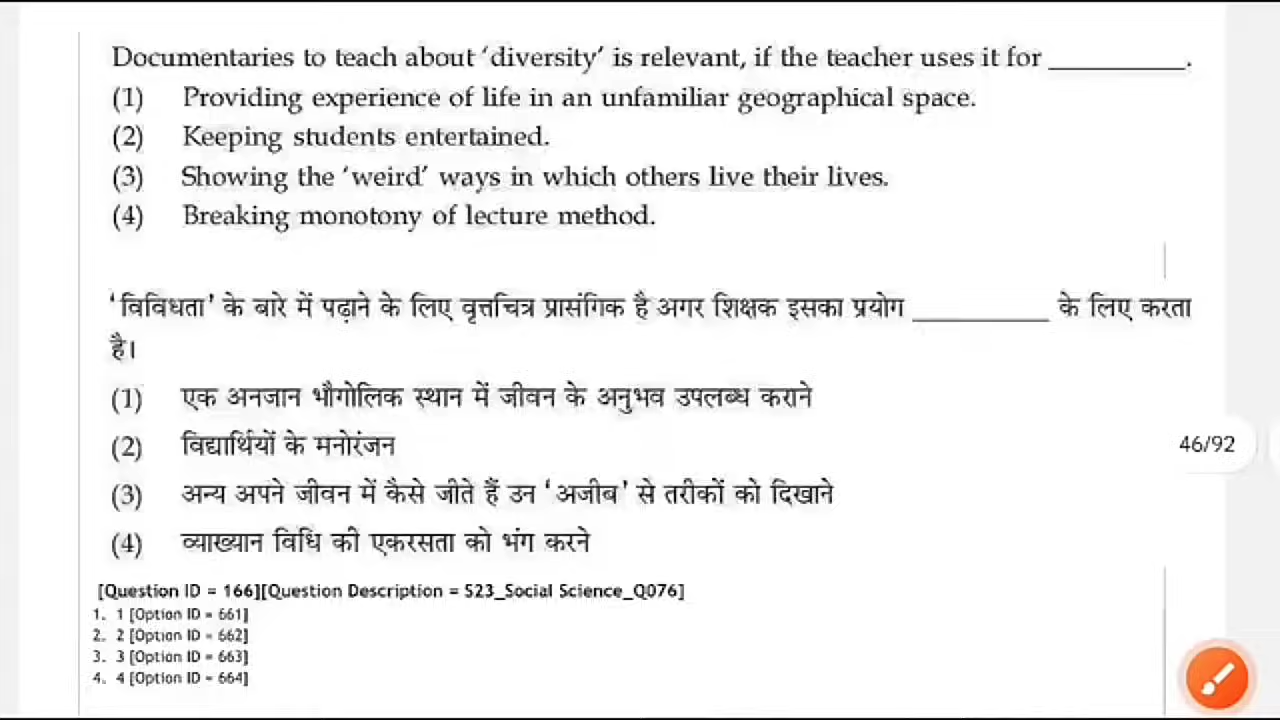 Documentaries to teach about ‘diversity’ is relevant, if the teacher uses it for __________.
(1) Providing experience of life in an unfamiliar geographical space.
(2) Keeping students entertained.
(3) Showing the ‘weird’ ways in which others live their lives.
(4) Breaking monotony of lecture method.
‘विविधता’ के बारे में पढ़ाने के लिए वृत्तचित्र प्रासंगिक है अगर शिक्षक इसका प्रयोग __________ के लिए करता
है।
(1) एक अनजान भौगोलिक स्थान में जीवन के अनुभव उपलब्ध कराने
46/92
(2) विद्यार्थियों के मनोरंजन
(3) अन्य अपने जीवन में कैसे जीते हैं उन ‘अजीब’ से तरीकों को दिखाने
(4) व्याख्यान विधि की एकरसता को भंग करने
[Question ID = 166][Question Description = S23_Social Science_Q076]
1. 1 [Option ID = 661]
2. 2 [Option ID = 662]
3. 3 [Option ID = 663]
4. 4 [Option ID = 664]